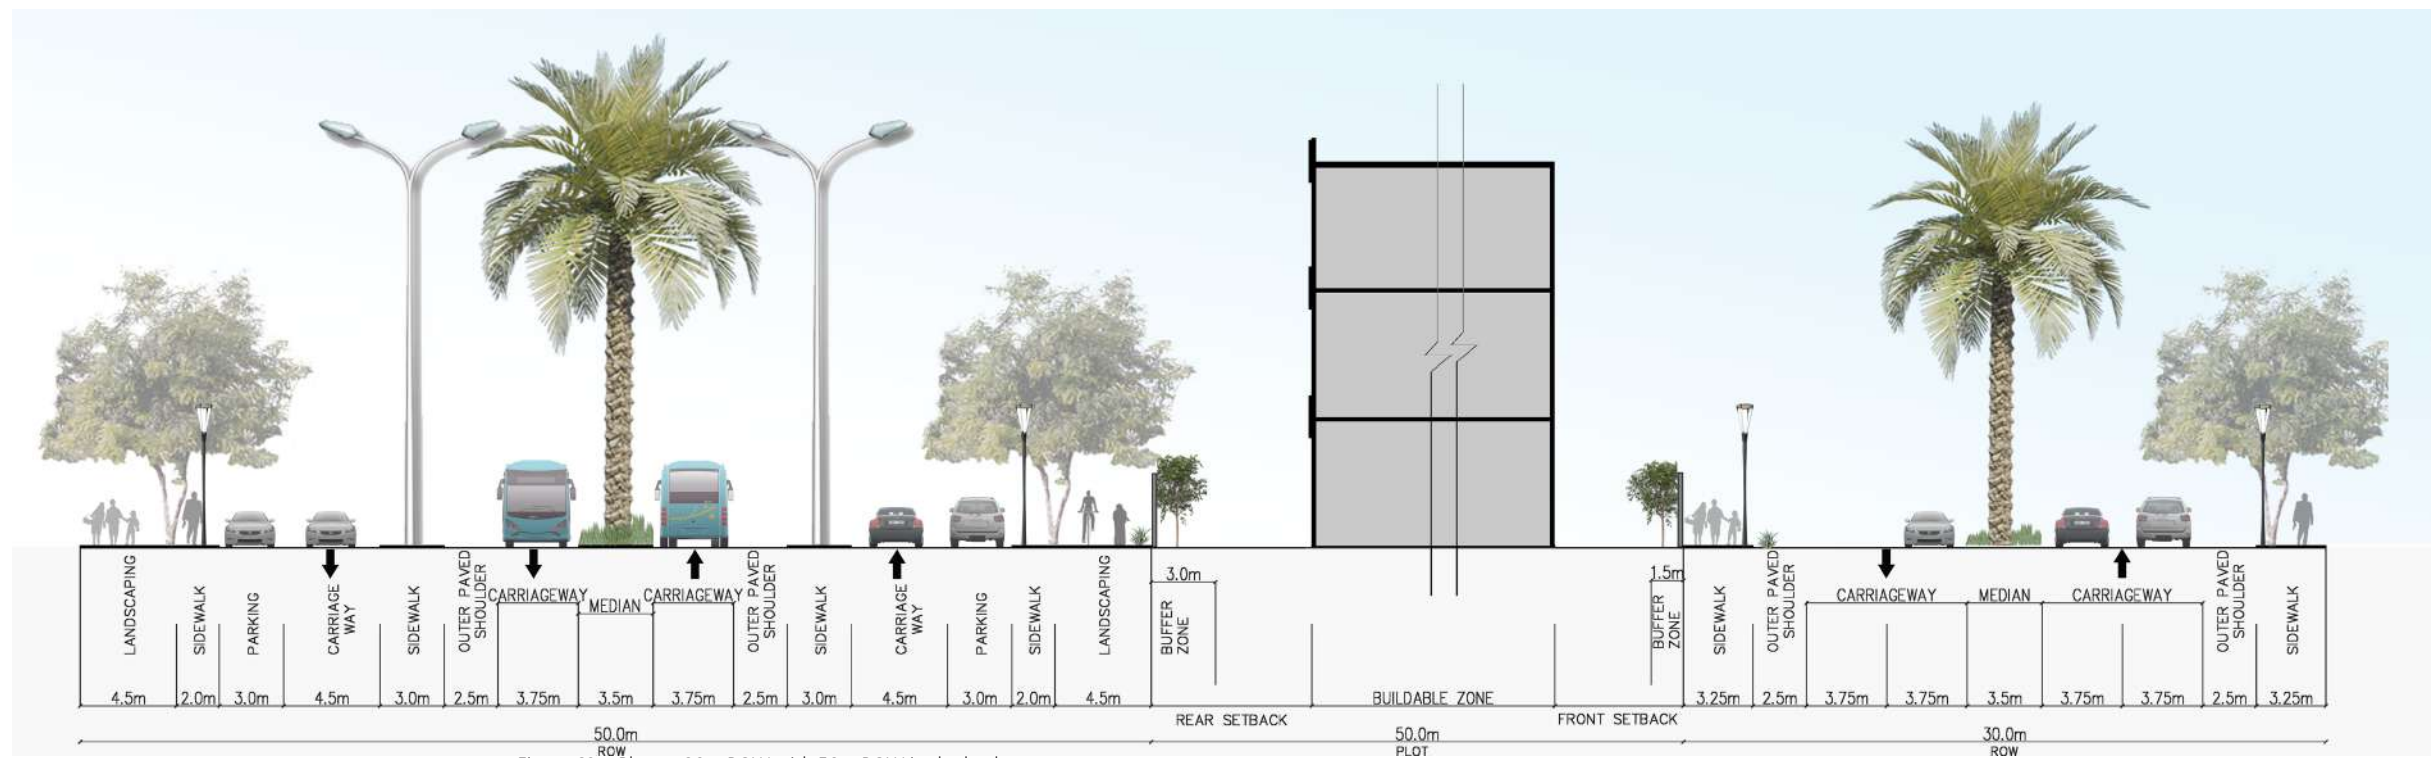 3.0m
1.5m
LANDSCAPING
SIDEWALK
PARKING
CARRIAGE
WAY
SIDEWALK
OUTER PAVED
SHOULDER
CARRIAGEWAY
MEDIAN
CARRIAGEWAY
OUTER PAVED
SHOULDER
SIDEWALK
CARRIAGE
WAY
PARKING
SIDEWALK
LANDSCAPING
BUFFER
ZONE
BUFFER
ZONE
SIDEWALK
OUTER PAVED
SHOULDER
CARRIAGEWAY
MEDIAN
CARRIAGEWAY
OUTER PAVED
SHOULDER
SIDEWALK
4.5m 2.0m 3.0m 4.5m 3.0m 2.5m 3.75m 3.5m 3.75m 2.5m 3.0m 4.5m 3.0m 2.0m 4.5m BUILDABLE ZONE 3.25m 2.5m 3.75m 3.75m 3.5m 3.75m 3.75m 2.5m 3.25m
REAR SETBACK FRONT SETBACK
50.0m 50.0m 30.0m
ROW PLOT ROW